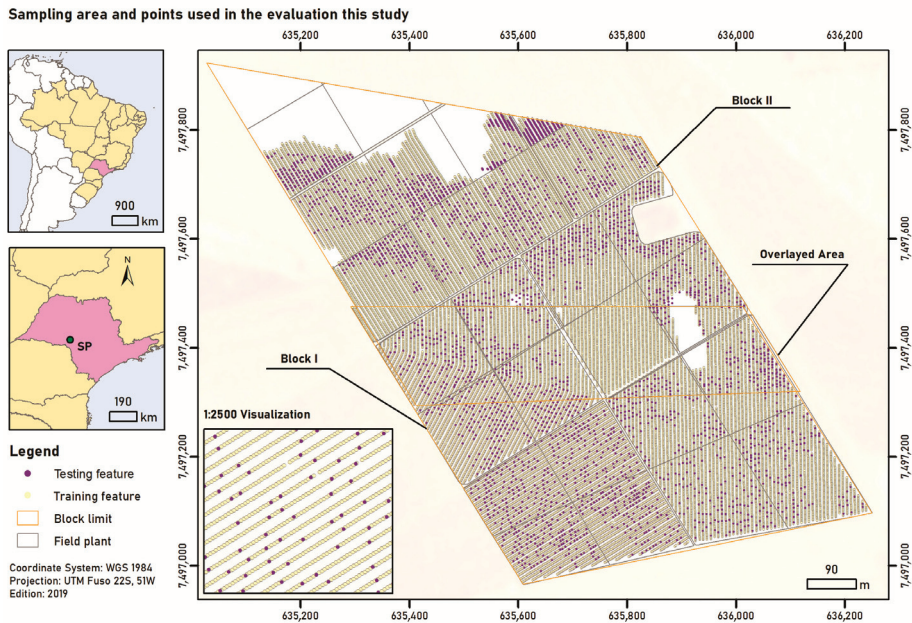 Sampling area and points used in the evaluation this study
635,200
635,400
635,600
635,800
636,000
636,200
900
km
N
SP
190
km
Legend
Testing feature
Training feature
Block limit
Field plant
Coordinate System: WGS 1984
Projection: UTM Fuso 22S, 51W
Edition: 2019
7,497,800
7,497,600
7,497,400
7,497,200
7,497,000
Block II
Overlayed Area
Block I
1:2500 Visualization
90
m
7,497,800
7,497,600
7,497,400
7,497,200
7,497,000
635,200
635,400
635,600
635,800
636,000
636,200